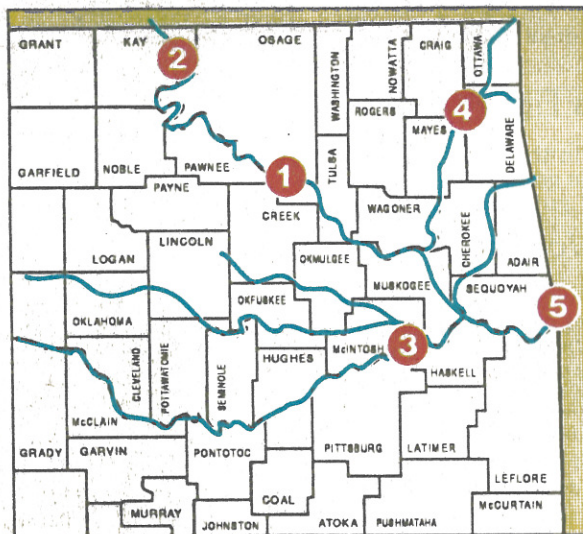 GRANT
KAY
2
OSAGE
WASHINGTON
NOWATTA
CRAIG
OTTAWA
ROGERS
4
MAYES
DELAWARE
GARFIELD
NOBLE
PAWNEE
1
TULSA
PAYNE
CREEK
WAGONER
CHEROKEE
ADAIR
LOGAN
LINCOLN
OKMULGEE
MUSKOGEE
SEQUOYAH
5
OKLAHOMA
OKFUSKEE
CLEVELAND
POTTAWATOMIE
SEMINOLE
HUGHES
McINTOSH
3
HASKELL
McCLAIN
GRADY
GARVIN
PONTOTOC
PITTSBURG
LATIMER
LEFLORE
COAL
McCURTAIN
MURRAY
JOHNSTON
ATOKA
PUSHMATAHA